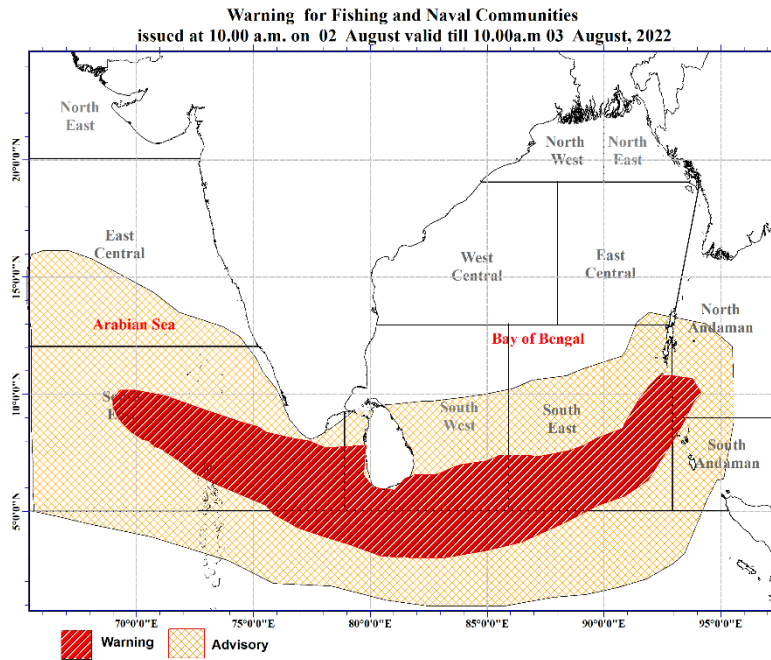 Warning for Fishing and Naval Communities
issued at 10.00 a.m. on 02 August valid till 10.00a.m 03 August, 2022
North
East
North
West
North
East
20°0'0"N
East
Central
West
Central
East
Central
15°0'0"N
Arabian Sea
Bay of Bengal
North
Andaman
10°0'0"N
South
West
South
East
South
Andaman
5°0'0"N
70°0'0"E
75°0'0"E
80°0'0"E
85°0'0"E
90°0'0"E
95°0'0"E
Warning
Advisory